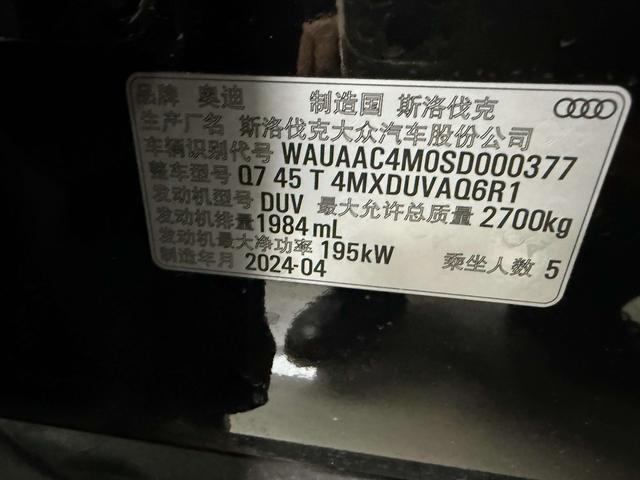 品牌 奥迪 制造国 斯洛伐克
生产厂名 斯洛伐克大众汽车股份公司
车辆识别代号 WAUAAC4M0SD000377
整车型号 Q7 45 T 4MXDUVAQ6R1
发动机型号 DUV 最大允许总质量 2700kg
发动机排量 1984 mL
发动机最大净功率 195kW
制造年月 2024-04 乘坐人数 5